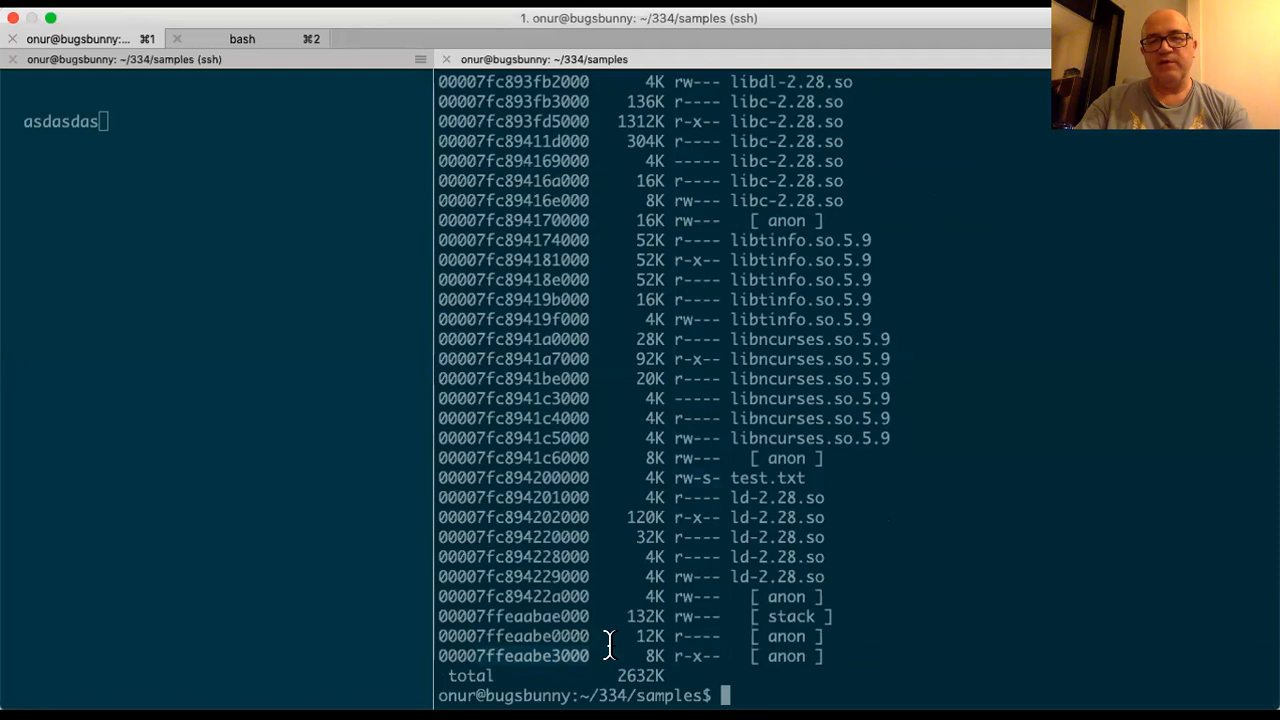 1. onur@bugsbunny: ~/334/samples (ssh)
onur@bugsbunny:... ⌘1
bash ⌘2
onur@bugsbunny: ~/334/samples (ssh)
onur@bugsbunny: ~/334/samples
asdasdas
00007fc893fb2000 4K rw--- libdl-2.28.so
00007fc893fb3000 136K r---- libc-2.28.so
00007fc893fd5000 1312K r-x-- libc-2.28.so
00007fc89411d000 304K r---- libc-2.28.so
00007fc894169000 4K ----- libc-2.28.so
00007fc89416a000 16K r---- libc-2.28.so
00007fc89416e000 8K rw--- libc-2.28.so
00007fc894170000 16K rw--- [ anon ]
00007fc894174000 52K r---- libtinfo.so.5.9
00007fc894181000 52K r-x-- libtinfo.so.5.9
00007fc89418e000 52K r---- libtinfo.so.5.9
00007fc89419b000 16K r---- libtinfo.so.5.9
00007fc89419f000 4K rw--- libtinfo.so.5.9
00007fc8941a0000 28K r---- libncurses.so.5.9
00007fc8941a7000 92K r-x-- libncurses.so.5.9
00007fc8941be000 20K r---- libncurses.so.5.9
00007fc8941c3000 4K ----- libncurses.so.5.9
00007fc8941c4000 4K r---- libncurses.so.5.9
00007fc8941c5000 4K rw--- libncurses.so.5.9
00007fc8941c6000 8K rw--- [ anon ]
00007fc894200000 4K rw-s- test.txt
00007fc894201000 4K r---- ld-2.28.so
00007fc894202000 120K r-x-- ld-2.28.so
00007fc894220000 32K r---- ld-2.28.so
00007fc894228000 4K r---- ld-2.28.so
00007fc894229000 4K rw--- ld-2.28.so
00007fc89422a000 4K rw--- [ anon ]
00007ffeaabae000 132K rw--- [ stack ]
00007ffeaabe0000 12K r---- [ anon ]
00007ffeaabe3000 8K r-x-- [ anon ]
total 2632K
onur@bugsbunny:~/334/samples$